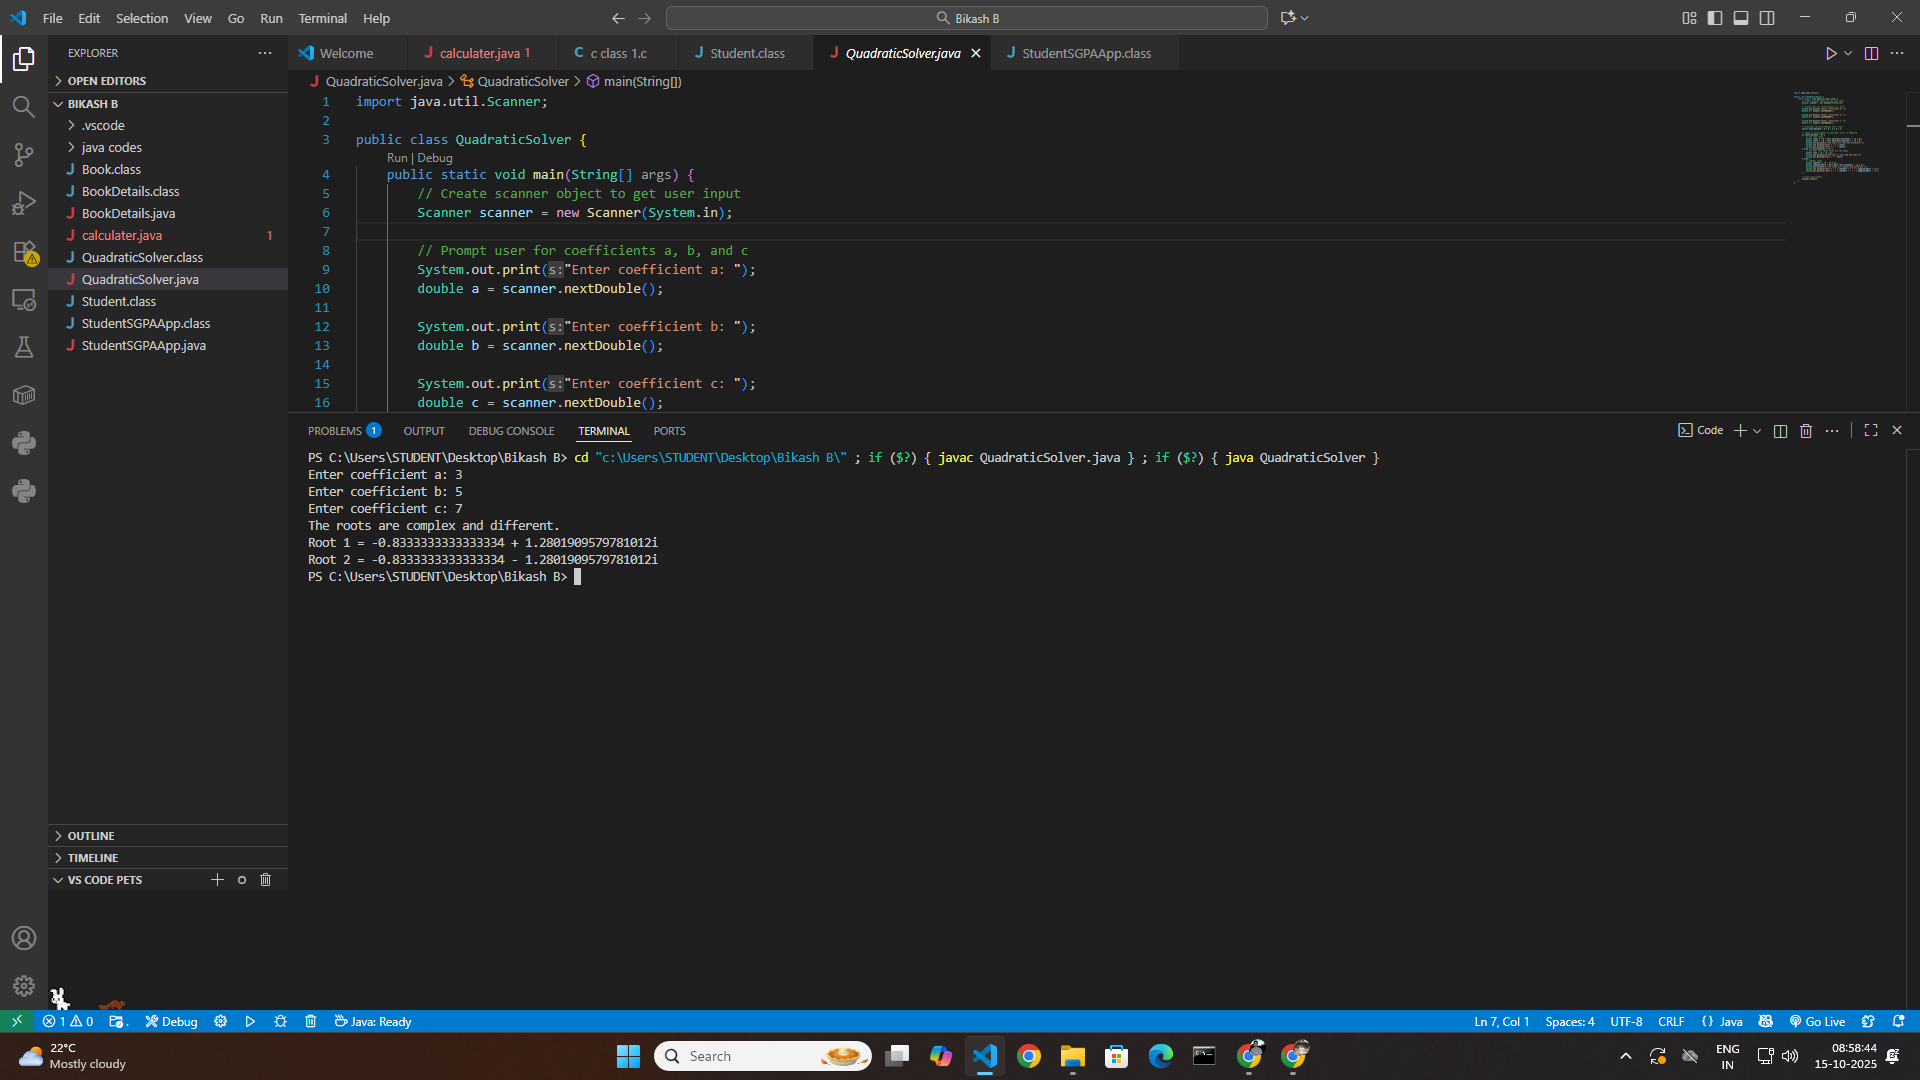 File Edit Selection View Go Run Terminal Help
Bikash B
EXPLORER
OPEN EDITORS
BIKASH B
.vscode
java codes
Book.class
BookDetails.class
BookDetails.java
calculater.java 1
QuadraticSolver.class
QuadraticSolver.java
Student.class
StudentSGPAApp.class
StudentSGPAApp.java
OUTLINE
TIMELINE
VS CODE PETS
Welcome calculater.java 1 C c class 1.c Student.class QuadraticSolver.java StudentSGPAApp.class
QuadraticSolver.java > QuadraticSolver > main(String[])
1 import java.util.Scanner;
2
3 public class QuadraticSolver {
Run | Debug
4 public static void main(String[] args) {
5 // Create scanner object to get user input
6 Scanner scanner = new Scanner(System.in);
7
8 // Prompt user for coefficients a, b, and c
9 System.out.print(s:"Enter coefficient a: ");
10 double a = scanner.nextDouble();
11
12 System.out.print(s:"Enter coefficient b: ");
13 double b = scanner.nextDouble();
14
15 System.out.print(s:"Enter coefficient c: ");
16 double c = scanner.nextDouble();
PROBLEMS 1 OUTPUT DEBUG CONSOLE TERMINAL PORTS
Code
PS C:\Users\STUDENT\Desktop\Bikash B> cd "c:\Users\STUDENT\Desktop\Bikash B\" ; if ($?) { javac QuadraticSolver.java } ; if ($?) { java QuadraticSolver }
Enter coefficient a: 3
Enter coefficient b: 5
Enter coefficient c: 7
The roots are complex and different.
Root 1 = -0.8333333333333334 + 1.2801909579781012i
Root 2 = -0.8333333333333334 - 1.2801909579781012i
PS C:\Users\STUDENT\Desktop\Bikash B>
1 0 Debug Java: Ready
Ln 7, Col 1 Spaces: 4 UTF-8 CRLF {} Java Go Live
22°C
Mostly cloudy
Search
ENG
IN
08:58:44
15-10-2025